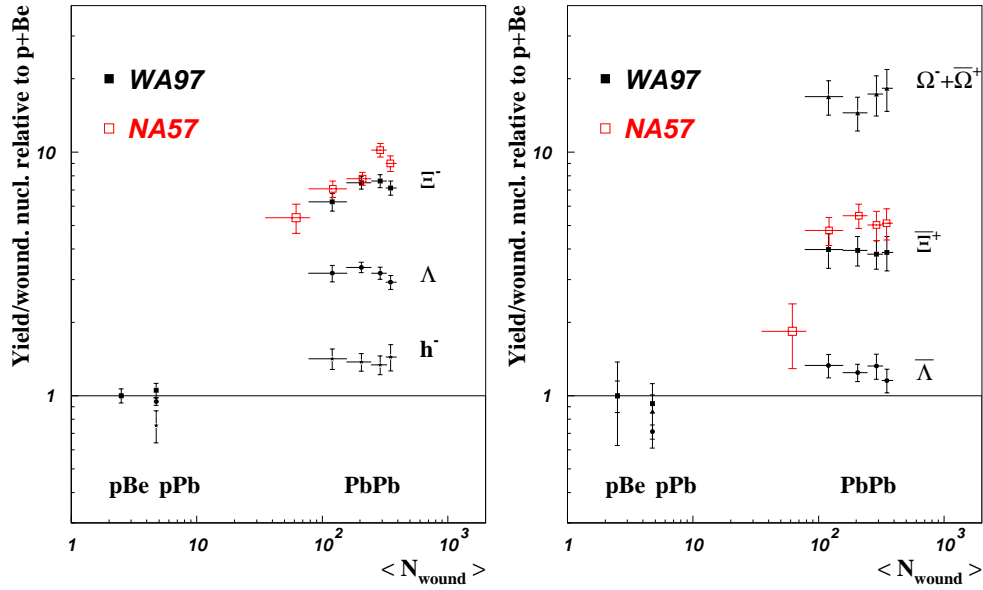 Yield/wound. nucl. relative to p+Be
WA97
NA57
10
1
Ξ⁻
Λ
h⁻
pBe pPb
PbPb
1
10
10²
10³
< N_wound >
Yield/wound. nucl. relative to p+Be
WA97
NA57
10
1
Ω⁻+Ω̅⁺
Ξ̅⁺
Λ̅
pBe pPb
PbPb
1
10
10²
10³
< N_wound >